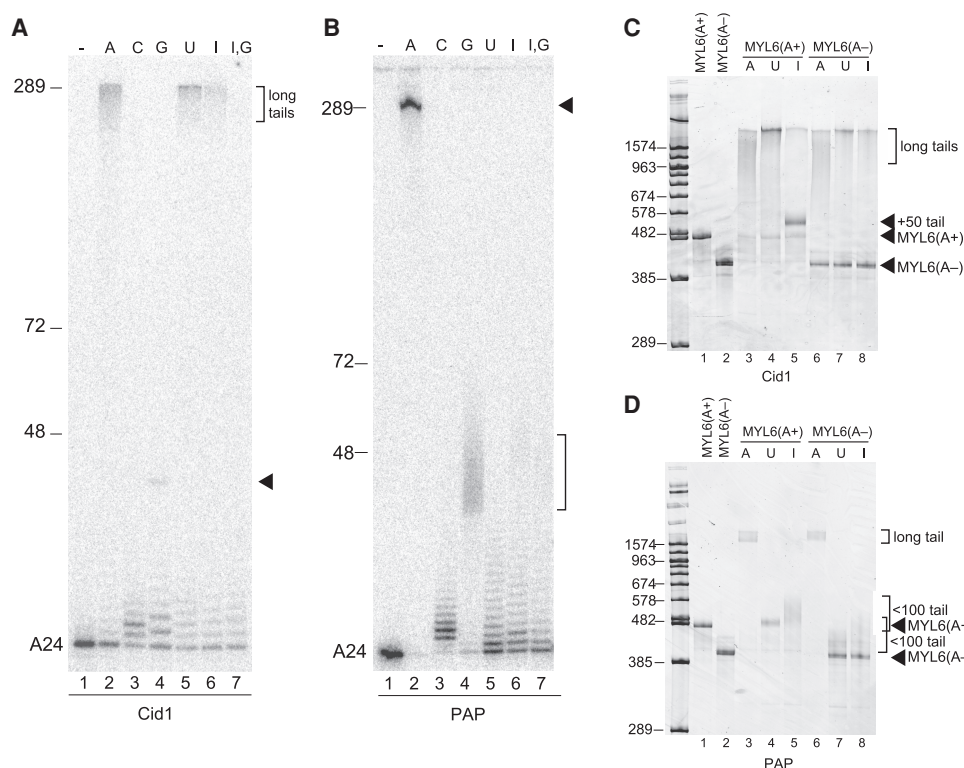 A
- A C G U I I,G
289
long
tails
72
48
A24
1 2 3 4 5 6 7
Cid1
B
- A C G U I I,G
289
72
48
A24
1 2 3 4 5 6 7
PAP
C
MYL6(A+)
MYL6(A–)
MYL6(A+) MYL6(A–)
A U I A U I
1574
963
674
578
482
385
289
long tails
+50 tail
MYL6(A+)
MYL6(A–)
1 2 3 4 5 6 7 8
Cid1
D
MYL6(A+)
MYL6(A–)
MYL6(A+) MYL6(A–)
A U I A U I
1574
963
674
578
482
385
289
long tail
<100 tail
MYL6(A-
<100 tail
MYL6(A-
1 2 3 4 5 6 7 8
PAP